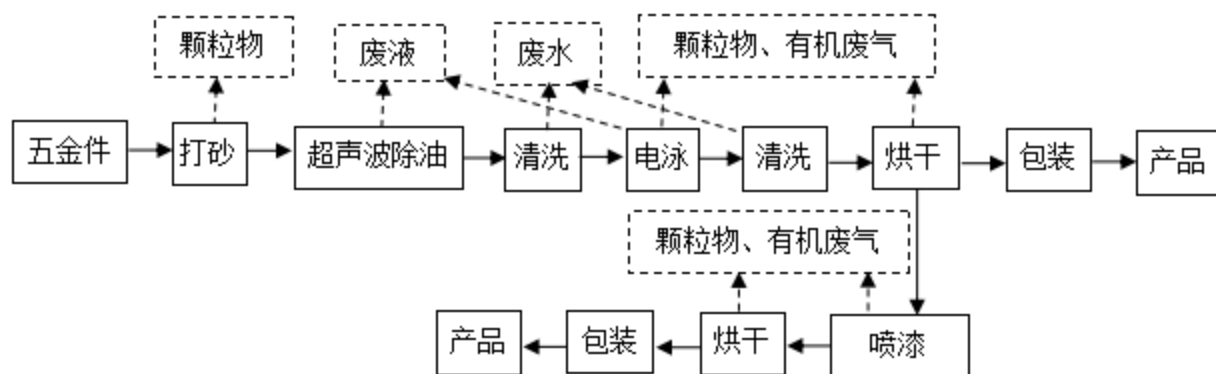 颗粒物
废液
废水
颗粒物、有机废气
五金件
打砂
超声波除油
清洗
电泳
清洗
烘干
包装
产品
颗粒物、有机废气
产品
包装
烘干
喷漆